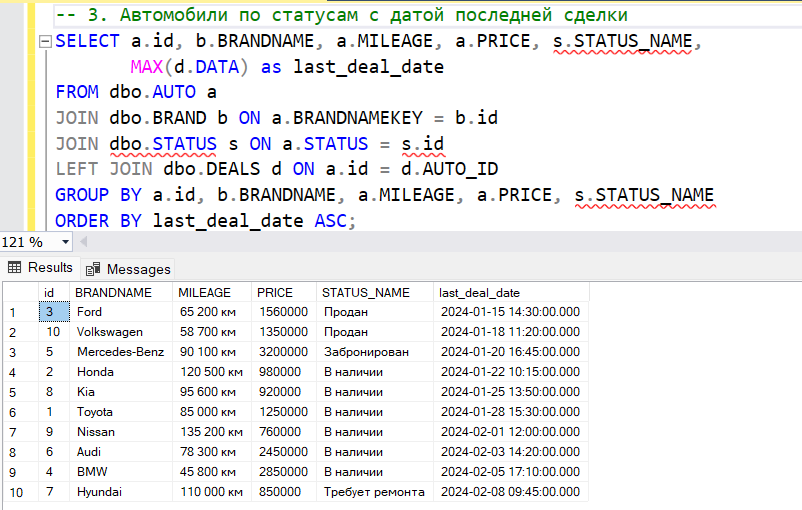 -- 3. Автомобили по статусам с датой последней сделки
SELECT a.id, b.BRANDNAME, a.MILEAGE, a.PRICE, s.STATUS_NAME,
MAX(d.DATA) as last_deal_date
FROM dbo.AUTO a
JOIN dbo.BRAND b ON a.BRANDNAMEKEY = b.id
JOIN dbo.STATUS s ON a.STATUS = s.id
LEFT JOIN dbo.DEALS d ON a.id = d.AUTO_ID
GROUP BY a.id, b.BRANDNAME, a.MILEAGE, a.PRICE, s.STATUS_NAME
ORDER BY last_deal_date ASC;
121 %
Results Messages
id BRANDNAME MILEAGE PRICE STATUS_NAME last_deal_date
1 3 Ford 65 200 км 1560000 Продан 2024-01-15 14:30:00.000
2 10 Volkswagen 58 700 км 1350000 Продан 2024-01-18 11:20:00.000
3 5 Mercedes-Benz 90 100 км 3200000 Забронирован 2024-01-20 16:45:00.000
4 2 Honda 120 500 км 980000 В наличии 2024-01-22 10:15:00.000
5 8 Kia 95 600 км 920000 В наличии 2024-01-25 13:50:00.000
6 1 Toyota 85 000 км 1250000 В наличии 2024-01-28 15:30:00.000
7 9 Nissan 135 200 км 760000 В наличии 2024-02-01 12:00:00.000
8 6 Audi 78 300 км 2450000 В наличии 2024-02-03 14:20:00.000
9 4 BMW 45 800 км 2850000 В наличии 2024-02-05 17:10:00.000
10 7 Hyundai 110 000 км 850000 Требует ремонта 2024-02-08 09:45:00.000